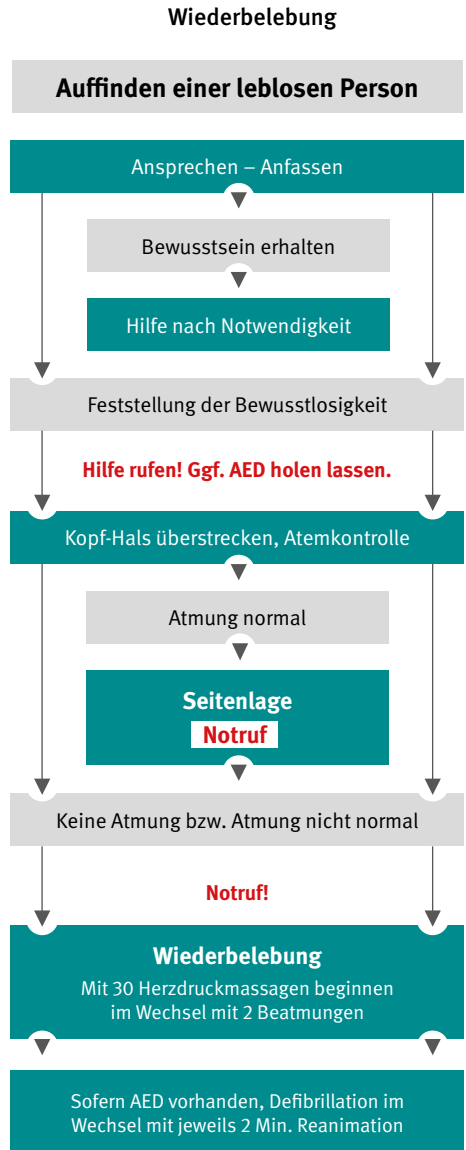 Wiederbelebung
Auffinden einer leblosen Person
Ansprechen – Anfassen
Bewusstsein erhalten
Hilfe nach Notwendigkeit
Feststellung der Bewusstlosigkeit
Hilfe rufen! Ggf. AED holen lassen.
Kopf-Hals überstrecken, Atemkontrolle
Atmung normal
Seitenlage
Notruf
Keine Atmung bzw. Atmung nicht normal
Notruf!
Wiederbelebung
Mit 30 Herzdruckmassagen beginnen
im Wechsel mit 2 Beatmungen
Sofern AED vorhanden, Defibrillation im
Wechsel mit jeweils 2 Min. Reanimation